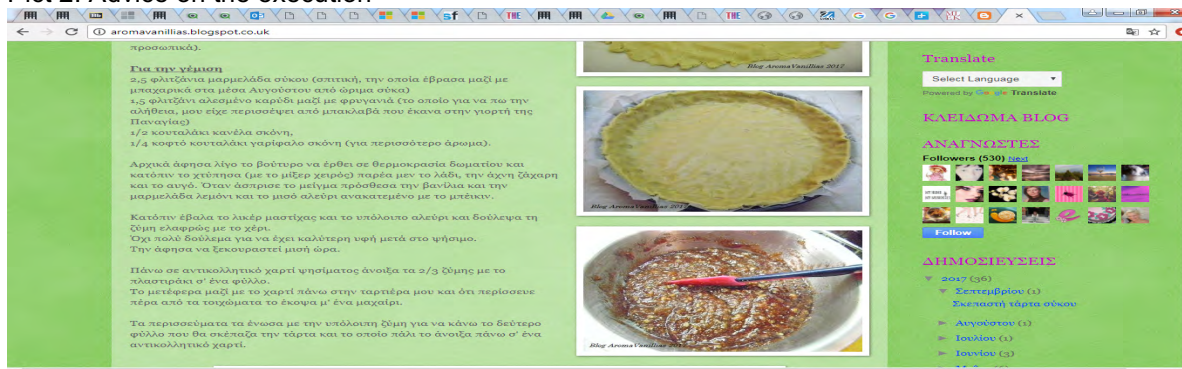 Pict 2. Advice on the execution
aromavanillias.blogspot.co.uk
προσωπικά).
Για την γέμιση
2,5 φλιτζάνια μαρμελάδα σύκου (σπιτική, την οποία έβρασα μαζί με
μπαχαρικά στα μέσα Αυγούστου από ώριμα σύκα)
1,5 φλιτζάνι αλεσμένο καρύδι μαζί με φρυγανιά (το οποίο για να πω την
αλήθεια, μου είχε περισσέψει από μπακλαβά που έκανα στην γιορτή της
Παναγίας)
1/2 κουταλάκι κανέλα σκόνη,
1/4 κοφτό κουταλάκι γαρίφαλο σκόνη (για περισσότερο άρωμα).
Αρχικά άφησα λίγο το βούτυρο να έρθει σε θερμοκρασία δωματίου και
κατόπιν το χτύπησα (με το μίξερ χειρός) παρέα μεν το λάδι, την άχνη ζάχαρη
και το αυγό. Όταν άσπρισε το μείγμα πρόσθεσα την βανίλια και την
μαρμελάδα λεμόνι και το μισό αλεύρι ανακατεμένο με το μπέικιν.
Κατόπιν έβαλα το λικέρ μαστίχας και το υπόλοιπο αλεύρι και δούλεψα τη
ζύμη ελαφρώς με το χέρι.
Όχι πολύ δούλεμα για να έχει καλύτερη υφή μετά στο ψήσιμο.
Την άφησα να ξεκουραστεί μισή ώρα.
Πάνω σε αντικολλητικό χαρτί ψησίματος άνοιξα τα 2/3 ζύμης με το
πλαστιράκι σ' ένα φύλλο.
Το μετέφερα μαζί με το χαρτί πάνω στην ταρτιέρα μου και ότι περίσσευε
πέρα από τα τοιχώματα το έκοψα μ' ένα μαχαίρι.
Τα περισσεύματα τα ένωσα με την υπόλοιπη ζύμη για να κάνω το δεύτερο
φύλλο που θα σκέπαζα την τάρτα και το οποίο πάλι το άνοιξα πάνω σ' ένα
αντικολλητικό χαρτί.
Blog AromaVanillias 2017
Blog AromaVanillias 2017
Blog AromaVanillias 2017
Translate
Select Language
Powered by Google Translate
ΚΛΕΙΔΩΜΑ BLOG
ΑΝΑΓΝΩΣΤΕΣ
Followers (530) Next
Follow
ΔΗΜΟΣΙΕΥΣΕΙΣ
▼ 2017 (36)
▼ Σεπτεμβρίου (1)
Σκεπαστή τάρτα σύκου
► Αυγούστου (1)
► Ιουλίου (1)
► Ιουνίου (3)